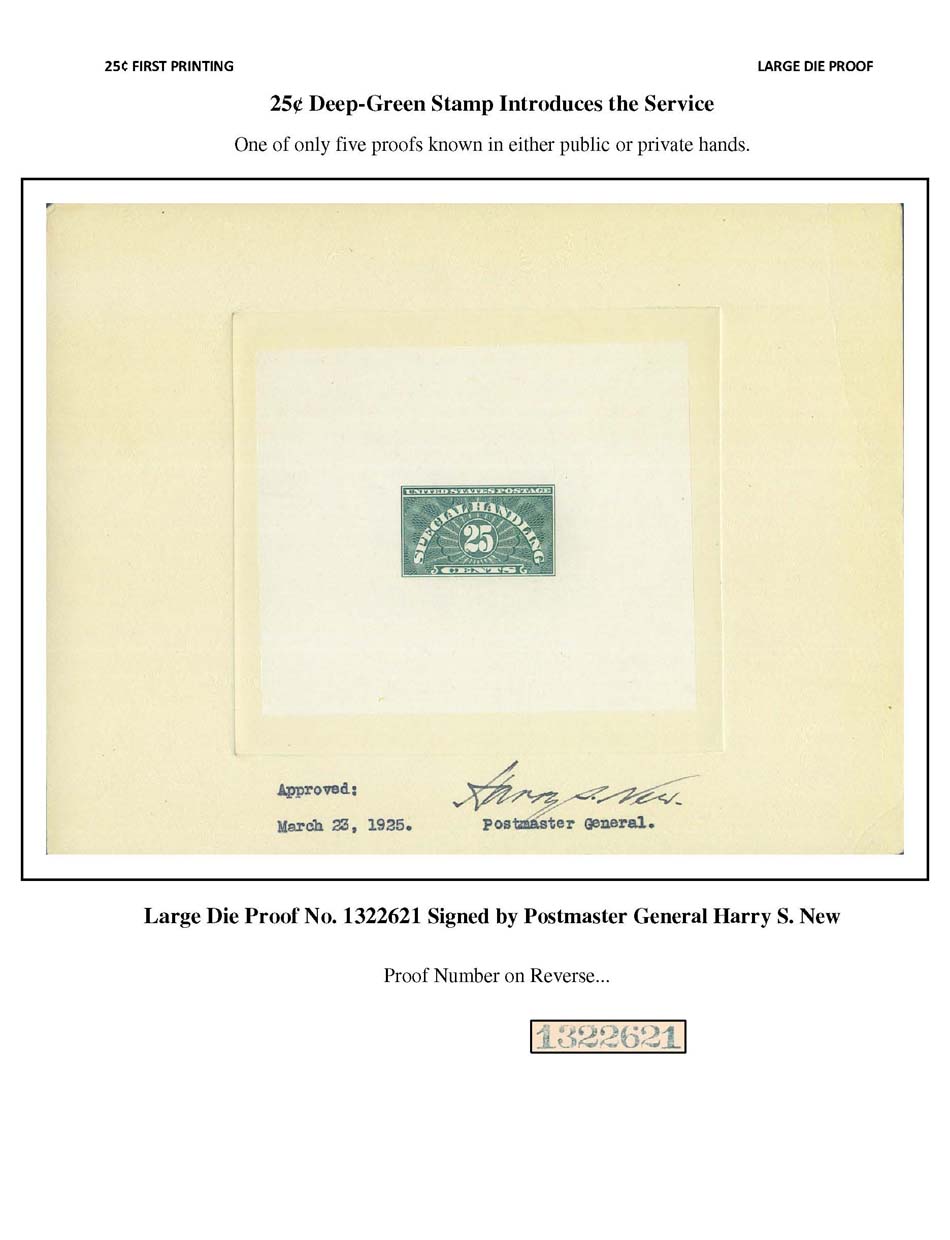 25¢ FIRST PRINTING LARGE DIE PROOF
25¢ Deep-Green Stamp Introduces the Service
One of only five proofs known in either public or private hands.
UNITED STATES POSTAGE
SPECIAL HANDLING
25
CENTS
Approved: Harry S. New.
March 23, 1925. Postmaster General.
Large Die Proof No. 1322621 Signed by Postmaster General Harry S. New
Proof Number on Reverse...
1322621